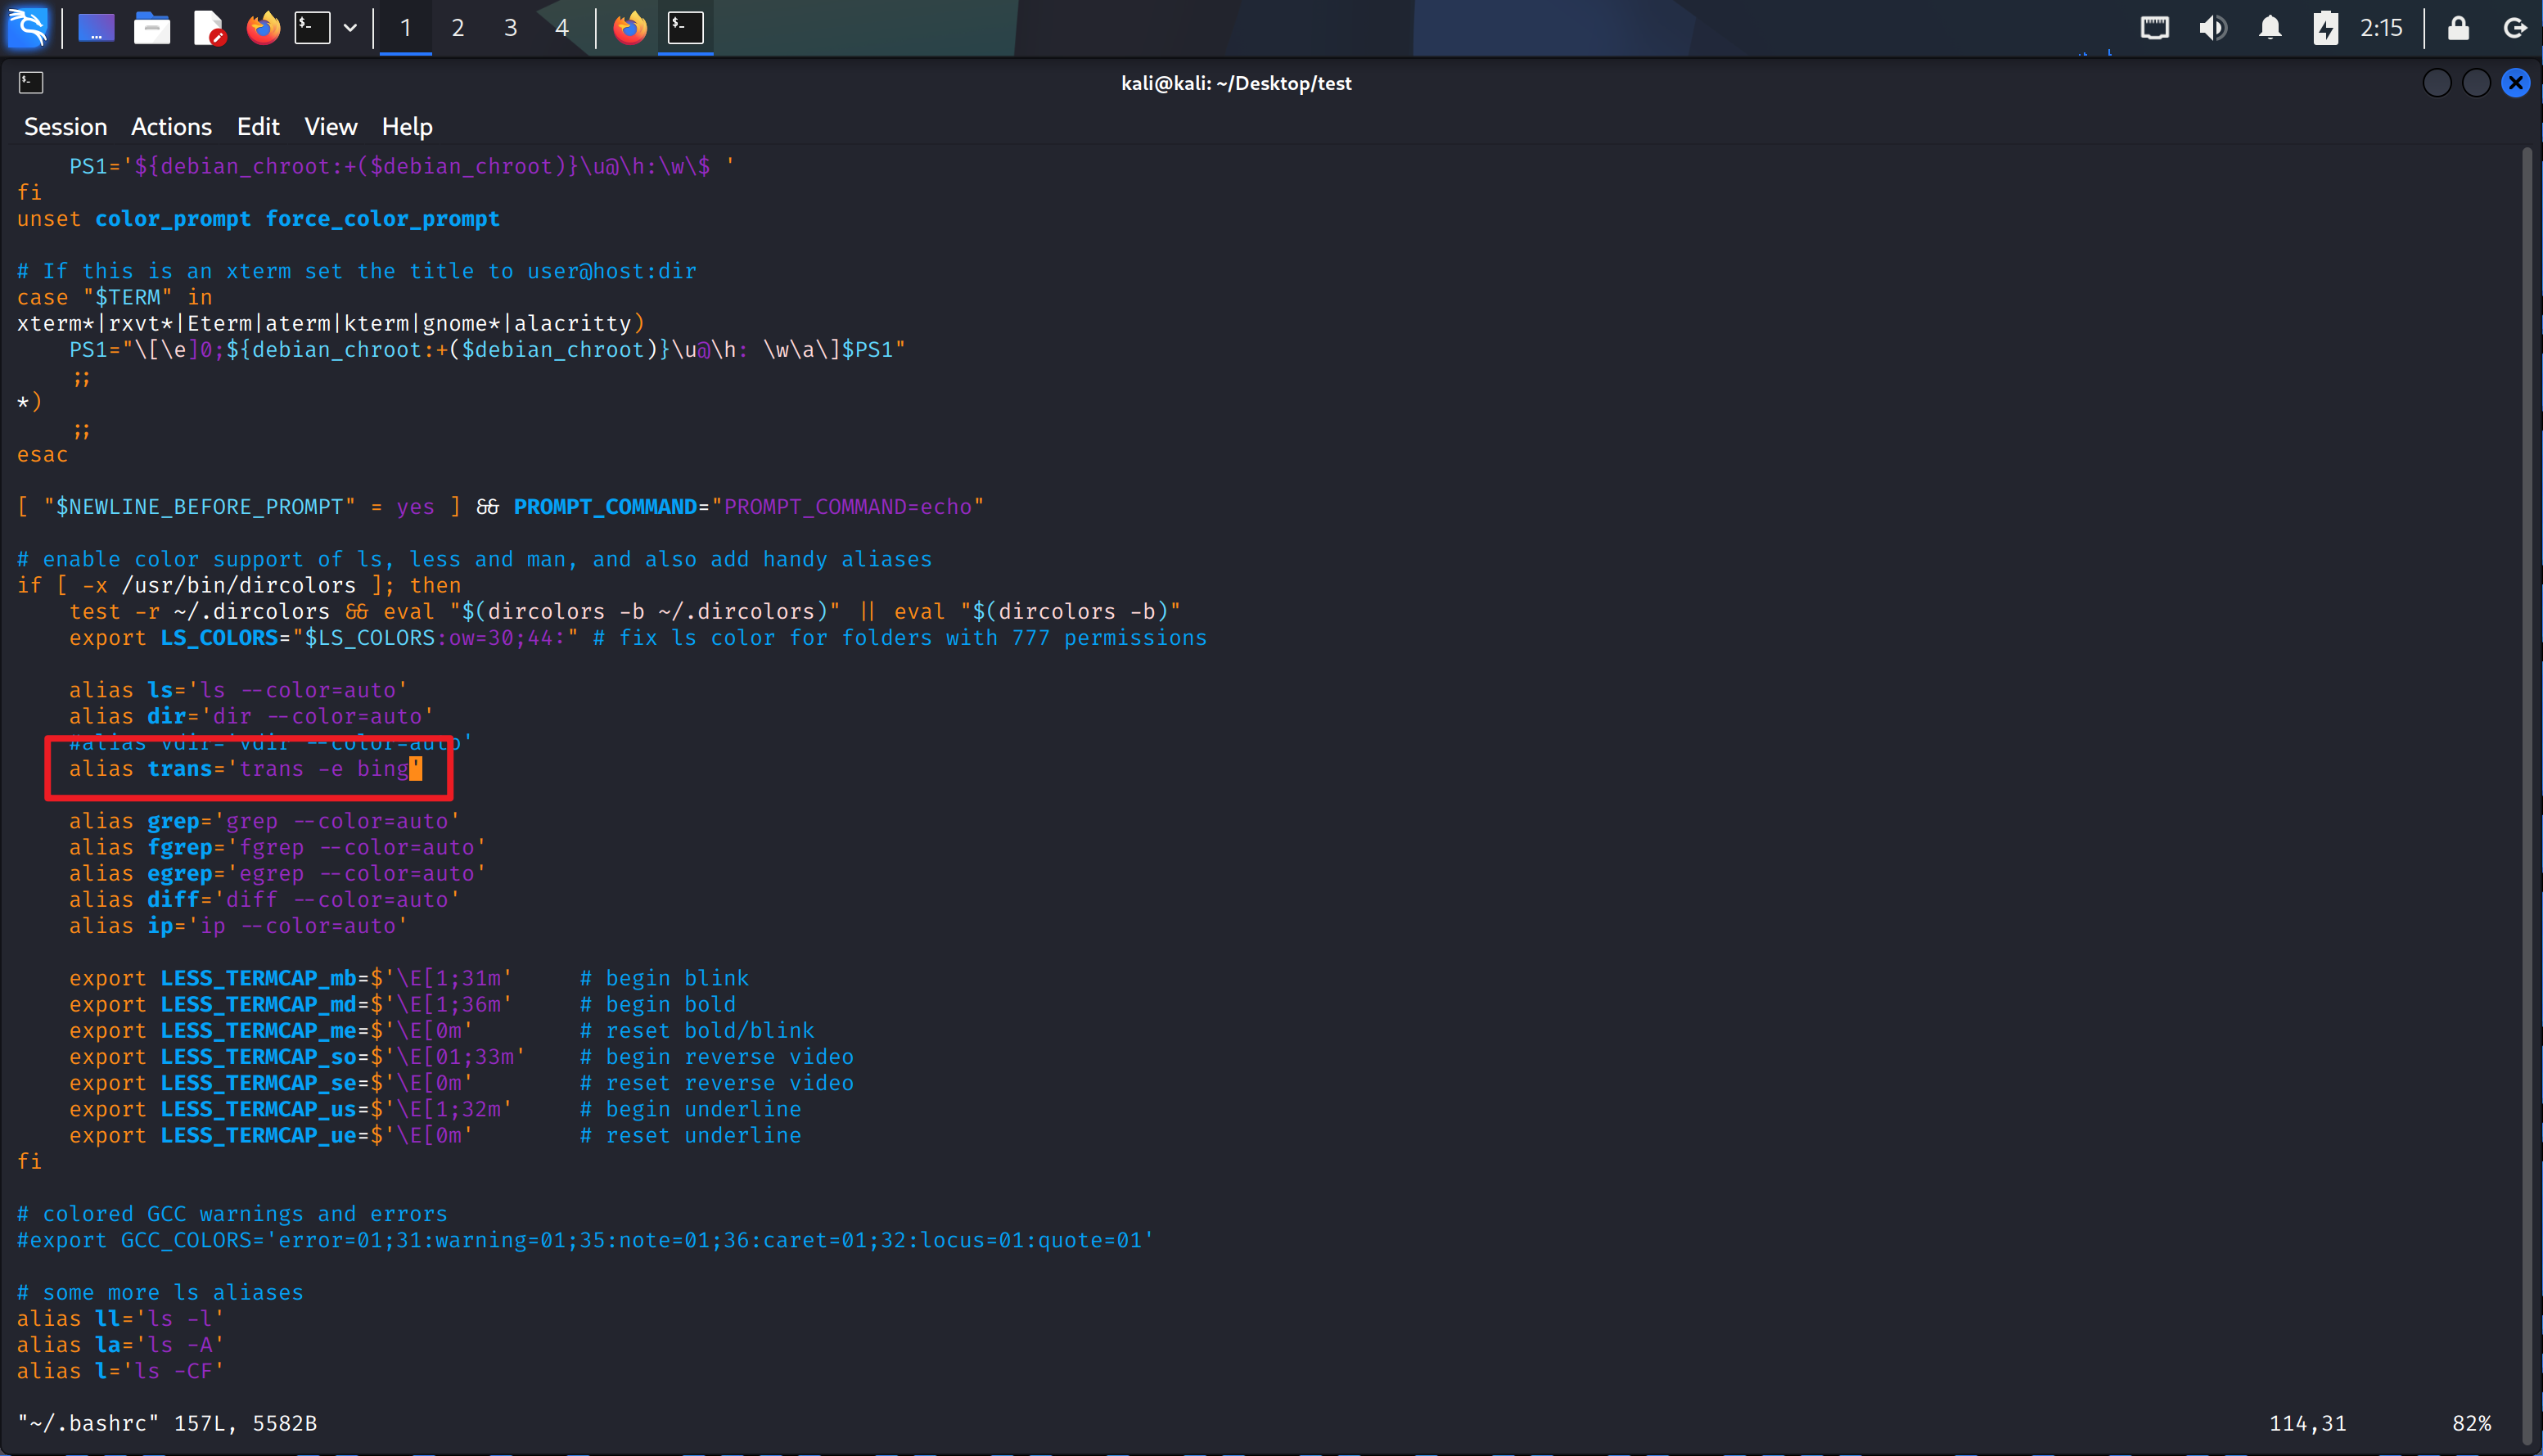 1 2 3 4 2:15
kali@kali: ~/Desktop/test
Session Actions Edit View Help
PS1='${debian_chroot:+($debian_chroot)}\u@\h:\w\$ '
fi
unset color_prompt force_color_prompt
# If this is an xterm set the title to user@host:dir
case "$TERM" in
xterm*|rxvt*|Eterm|aterm|kterm|gnome*|alacritty)
PS1="\[\e]0;${debian_chroot:+($debian_chroot)}\u@\h: \w\a\]$PS1"
;;
*)
;;
esac
[ "$NEWLINE_BEFORE_PROMPT" = yes ] && PROMPT_COMMAND="PROMPT_COMMAND=echo"
# enable color support of ls, less and man, and also add handy aliases
if [ -x /usr/bin/dircolors ]; then
test -r ~/.dircolors && eval "$(dircolors -b ~/.dircolors)" || eval "$(dircolors -b)"
export LS_COLORS="$LS_COLORS:ow=30;44:" # fix ls color for folders with 777 permissions
alias ls='ls --color=auto'
alias dir='dir --color=auto'
#alias vdir='vdir --color=auto'
alias trans='trans -e bing'
alias grep='grep --color=auto'
alias fgrep='fgrep --color=auto'
alias egrep='egrep --color=auto'
alias diff='diff --color=auto'
alias ip='ip --color=auto'
export LESS_TERMCAP_mb=$'\E[1;31m' # begin blink
export LESS_TERMCAP_md=$'\E[1;36m' # begin bold
export LESS_TERMCAP_me=$'\E[0m' # reset bold/blink
export LESS_TERMCAP_so=$'\E[01;33m' # begin reverse video
export LESS_TERMCAP_se=$'\E[0m' # reset reverse video
export LESS_TERMCAP_us=$'\E[1;32m' # begin underline
export LESS_TERMCAP_ue=$'\E[0m' # reset underline
fi
# colored GCC warnings and errors
#export GCC_COLORS='error=01;31:warning=01;35:note=01;36:caret=01;32:locus=01:quote=01'
# some more ls aliases
alias ll='ls -l'
alias la='ls -A'
alias l='ls -CF'
"~/.bashrc" 157L, 5582B 114,31 82%